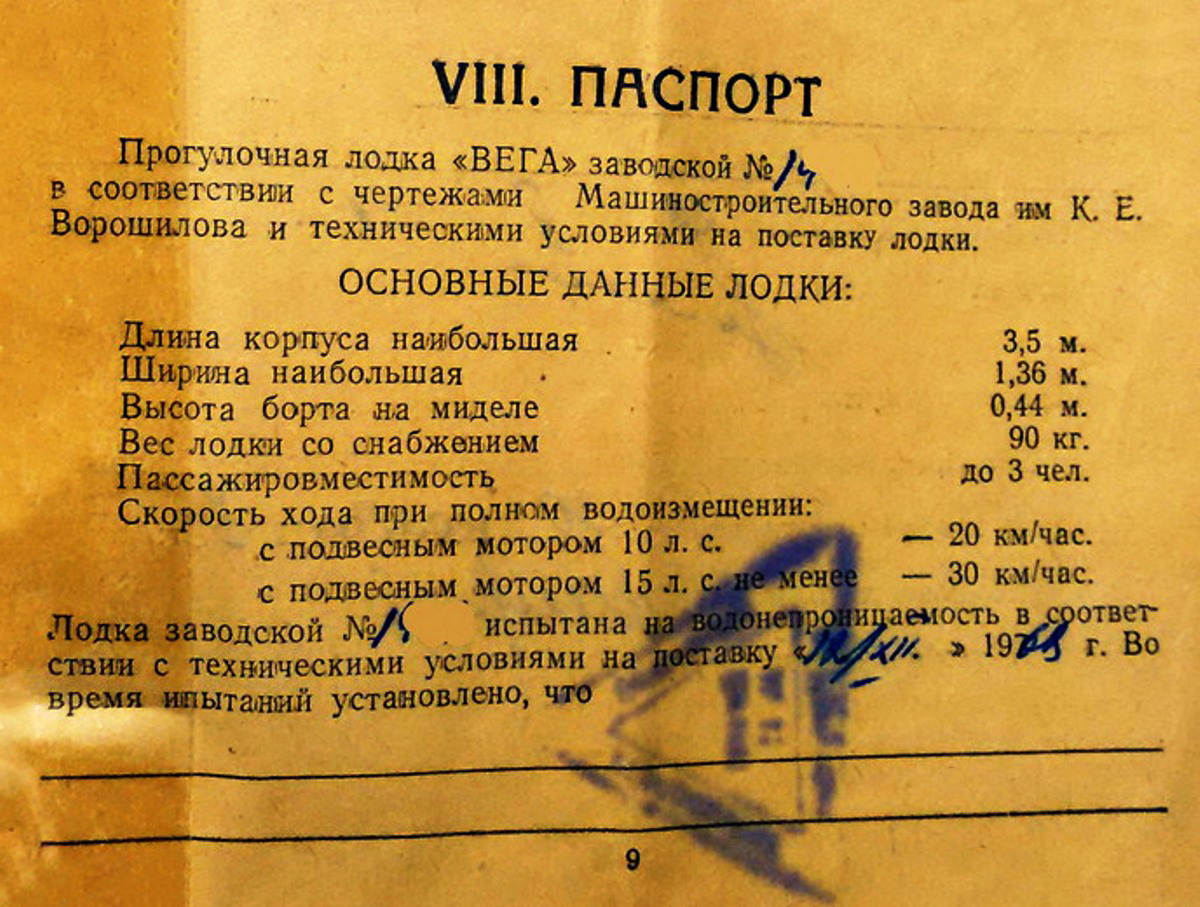 VIII. ПАСПОРТ
Прогулочная лодка «ВЕГА» заводской №
в соответствии с чертежами Машиностроительного завода им К. Е.
Ворошилова и техническими условиями на поставку лодки.
ОСНОВНЫЕ ДАННЫЕ ЛОДКИ:
Длина корпуса наибольшая 3,5 м.
Ширина наибольшая 1,36 м.
Высота борта на миделе 0,44 м.
Вес лодки со снабжением 90 кг.
Пассажировместимость до 3 чел.
Скорость хода при полном водоизмещении:
с подвесным мотором 10 л. с. — 20 км/час.
с подвесным мотором 15 л. с. не менее — 30 км/час.
Лодка заводской № испытана на водонепроницаемость в соответ-
ствии с техническими условиями на поставку « /XII. » 19 г. Во
время ипытаний установлено, что
9